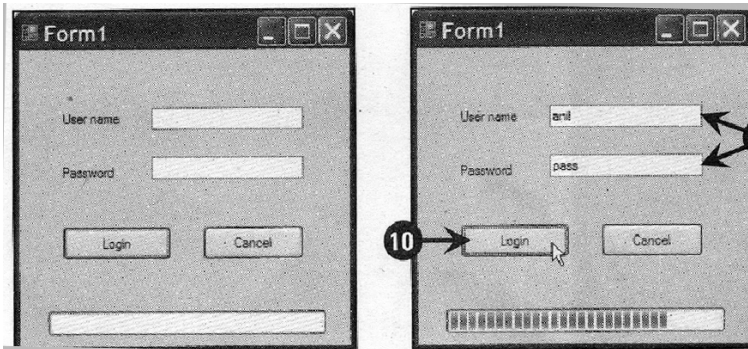 Form1
User name
Password
Login Cancel
Form1
User name anil
Password pass
10 Login Cancel